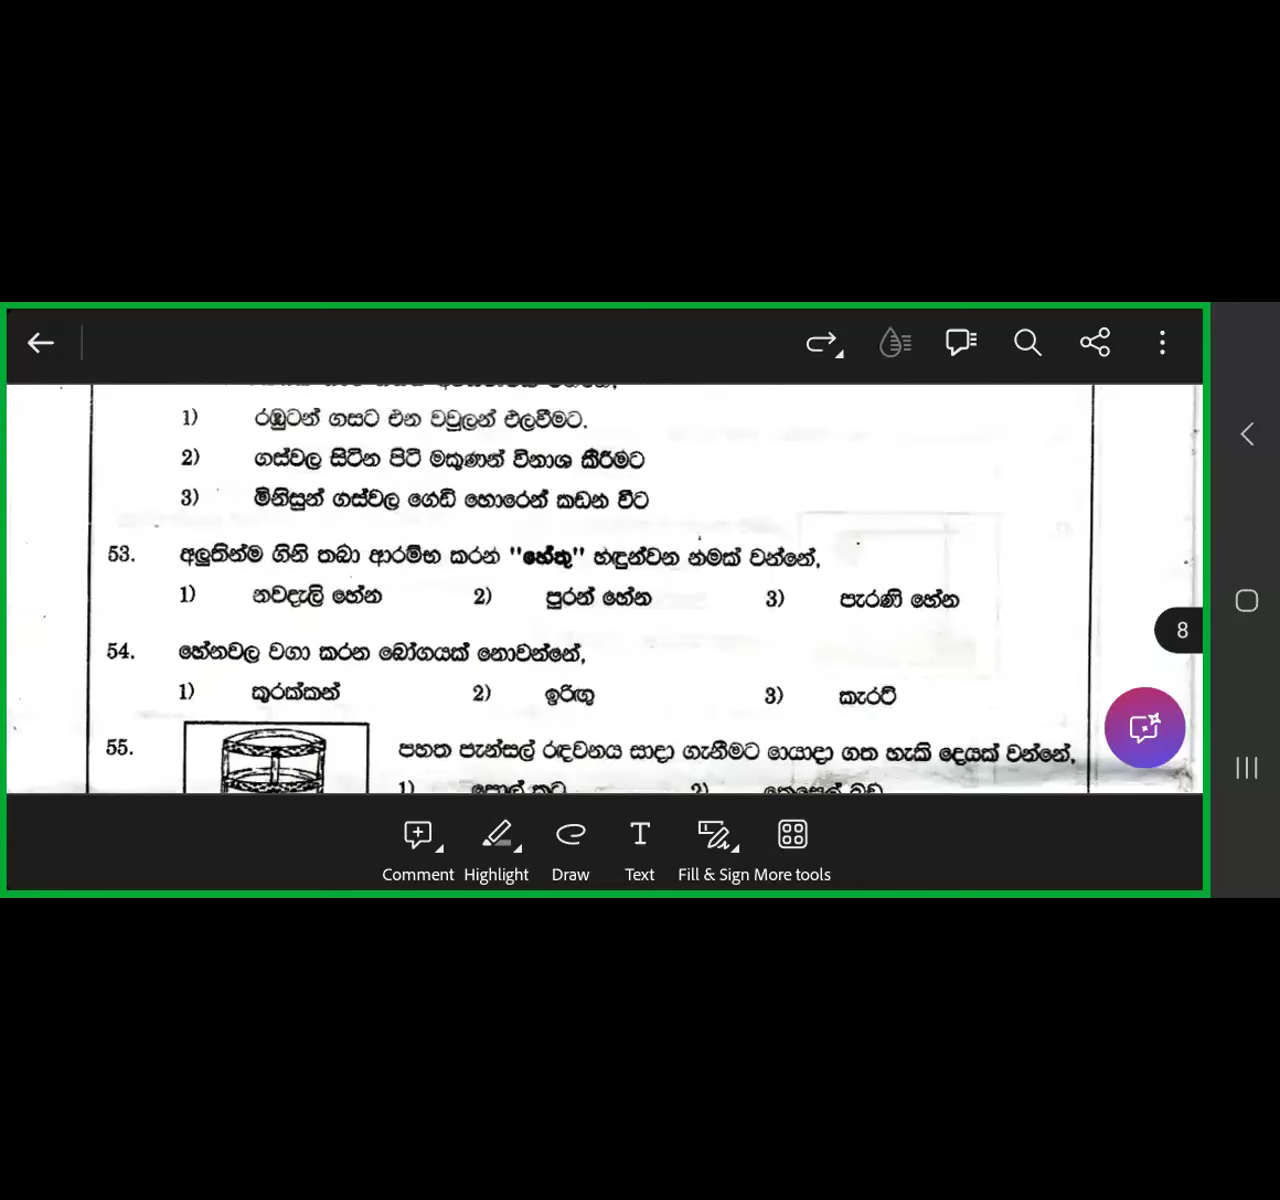 1) රඹුටන් ගසට එන වවුලන් එලවීමට.
2) ගස්වල සිටින පිටි මකුණන් විනාශ කිරීමට
3) මිනිසුන් ගස්වල ගෙඩි හොරෙන් කඩන විට
53. අලුතින්ම ගිනි තබා ආරම්භ කරන "හේතු" හඳුන්වන නමක් වන්නේ,
1) නවදැලි හේන 2) පුරන් හේන 3) පැරණි හේන
8
54. හේනවල වගා කරන බෝගයක් නොවන්නේ,
1) කුරක්කන් 2) ඉරිඟු 3) කැරට්
55. පහත පැන්සල් රඳවනය සාදා ගැනීමට යොදා ගත හැකි දෙයක් වන්නේ,
Comment Highlight Draw Text Fill & Sign More tools